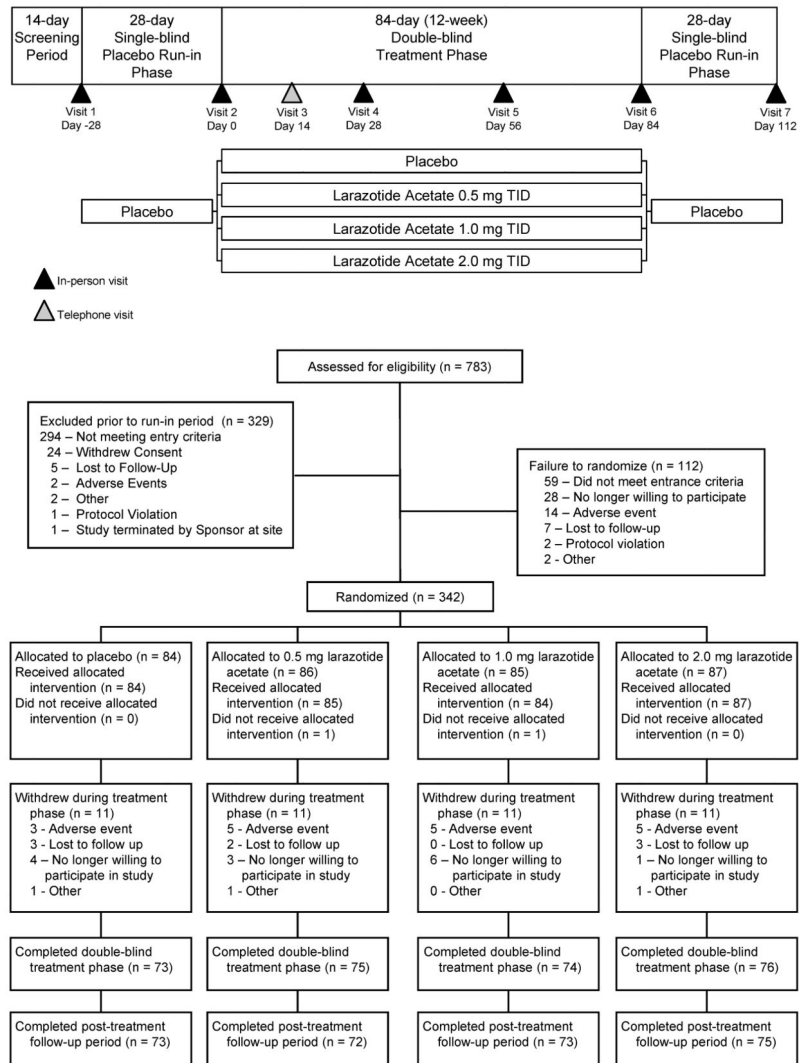 14-day
Screening
Period
28-day
Single-blind
Placebo Run-in
Phase
84-day (12-week)
Double-blind
Treatment Phase
28-day
Single-blind
Placebo Run-in
Phase
Visit 1
Day -28
Visit 2
Day 0
Visit 3
Day 14
Visit 4
Day 28
Visit 5
Day 56
Visit 6
Day 84
Visit 7
Day 112
Placebo
Placebo
Larazotide Acetate 0.5 mg TID
Larazotide Acetate 1.0 mg TID
Larazotide Acetate 2.0 mg TID
Placebo
In-person visit
Telephone visit
Assessed for eligibility (n = 783)
Excluded prior to run-in period (n = 329)
294 – Not meeting entry criteria
24 – Withdrew Consent
5 – Lost to Follow-Up
2 – Adverse Events
2 – Other
1 – Protocol Violation
1 – Study terminated by Sponsor at site
Failure to randomize (n = 112)
59 – Did not meet entrance criteria
28 – No longer willing to participate
14 – Adverse event
7 – Lost to follow-up
2 – Protocol violation
2 - Other
Randomized (n = 342)
Allocated to placebo (n = 84)
Received allocated
intervention (n = 84)
Did not receive allocated
intervention (n = 0)
Allocated to 0.5 mg larazotide
acetate (n = 86)
Received allocated
intervention (n = 85)
Did not receive allocated
intervention (n = 1)
Allocated to 1.0 mg larazotide
acetate (n = 85)
Received allocated
intervention (n = 84)
Did not receive allocated
intervention (n = 1)
Allocated to 2.0 mg larazotide
acetate (n = 87)
Received allocated
intervention (n = 87)
Did not receive allocated
intervention (n = 0)
Withdrew during treatment
phase (n = 11)
3 - Adverse event
3 - Lost to follow up
4 – No longer willing to
participate in study
1 - Other
Withdrew during treatment
phase (n = 11)
5 - Adverse event
2 - Lost to follow up
3 – No longer willing to
participate in study
1 - Other
Withdrew during treatment
phase (n = 11)
5 - Adverse event
0 - Lost to follow up
6 – No longer willing to
participate in study
0 - Other
Withdrew during treatment
phase (n = 11)
5 - Adverse event
3 - Lost to follow up
1 – No longer willing to
participate in study
1 - Other
Completed double-blind
treatment phase (n = 73)
Completed double-blind
treatment phase (n = 75)
Completed double-blind
treatment phase (n = 74)
Completed double-blind
treatment phase (n = 76)
Completed post-treatment
follow-up period (n = 73)
Completed post-treatment
follow-up period (n = 72)
Completed post-treatment
follow-up period (n = 73)
Completed post-treatment
follow-up period (n = 75)